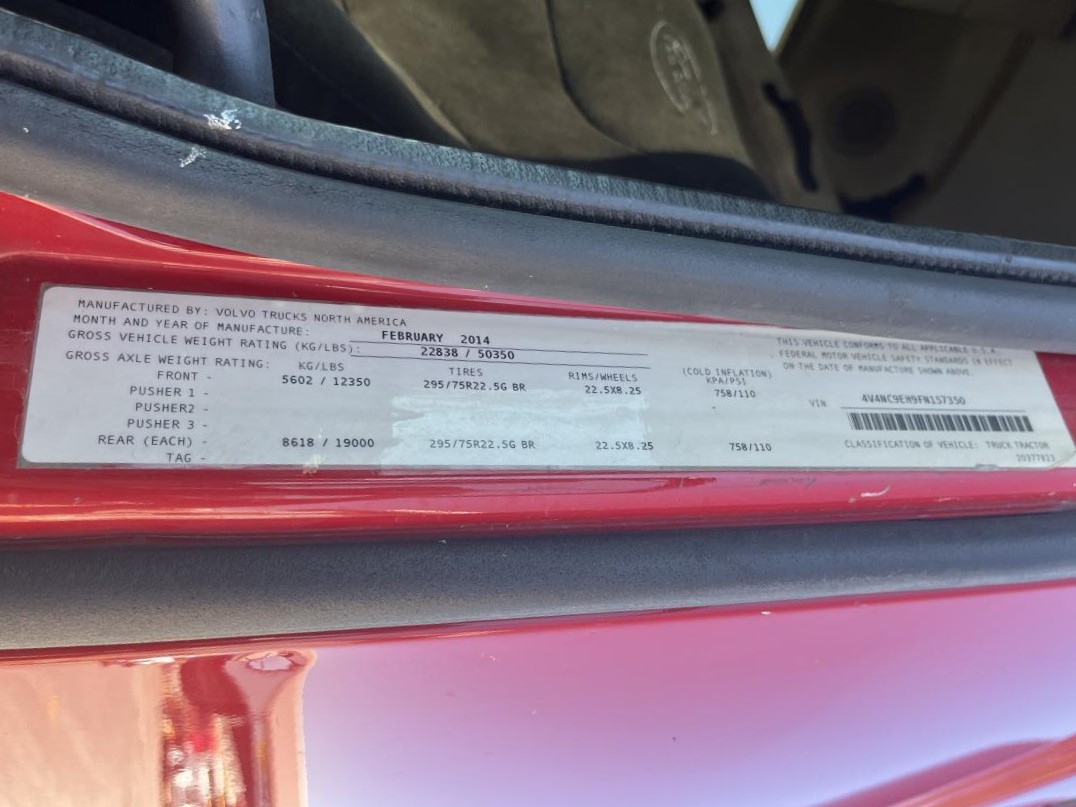 MANUFACTURED BY: VOLVO TRUCKS NORTH AMERICA
MONTH AND YEAR OF MANUFACTURE: FEBRUARY 2014
GROSS VEHICLE WEIGHT RATING (KG/LBS): 22838 / 50350
GROSS AXLE WEIGHT RATING: KG/LBS TIRES RIMS/WHEELS (COLD INFLATION) KPA/PSI
FRONT - 5602 / 12350 295/75R22.5G BR 22.5X8.25 758/110
PUSHER 1 -
PUSHER2 -
PUSHER 3 -
REAR (EACH) - 8618 / 19000 295/75R22.5G BR 22.5X8.25 758/110
TAG -
THIS VEHICLE CONFORMS TO ALL APPLICABLE U.S.A.
FEDERAL MOTOR VEHICLE SAFETY STANDARDS IN EFFECT
ON THE DATE OF MANUFACTURE SHOWN ABOVE.
VIN 4V4NC9EH9FN157350
CLASSIFICATION OF VEHICLE: TRUCK TRACTOR